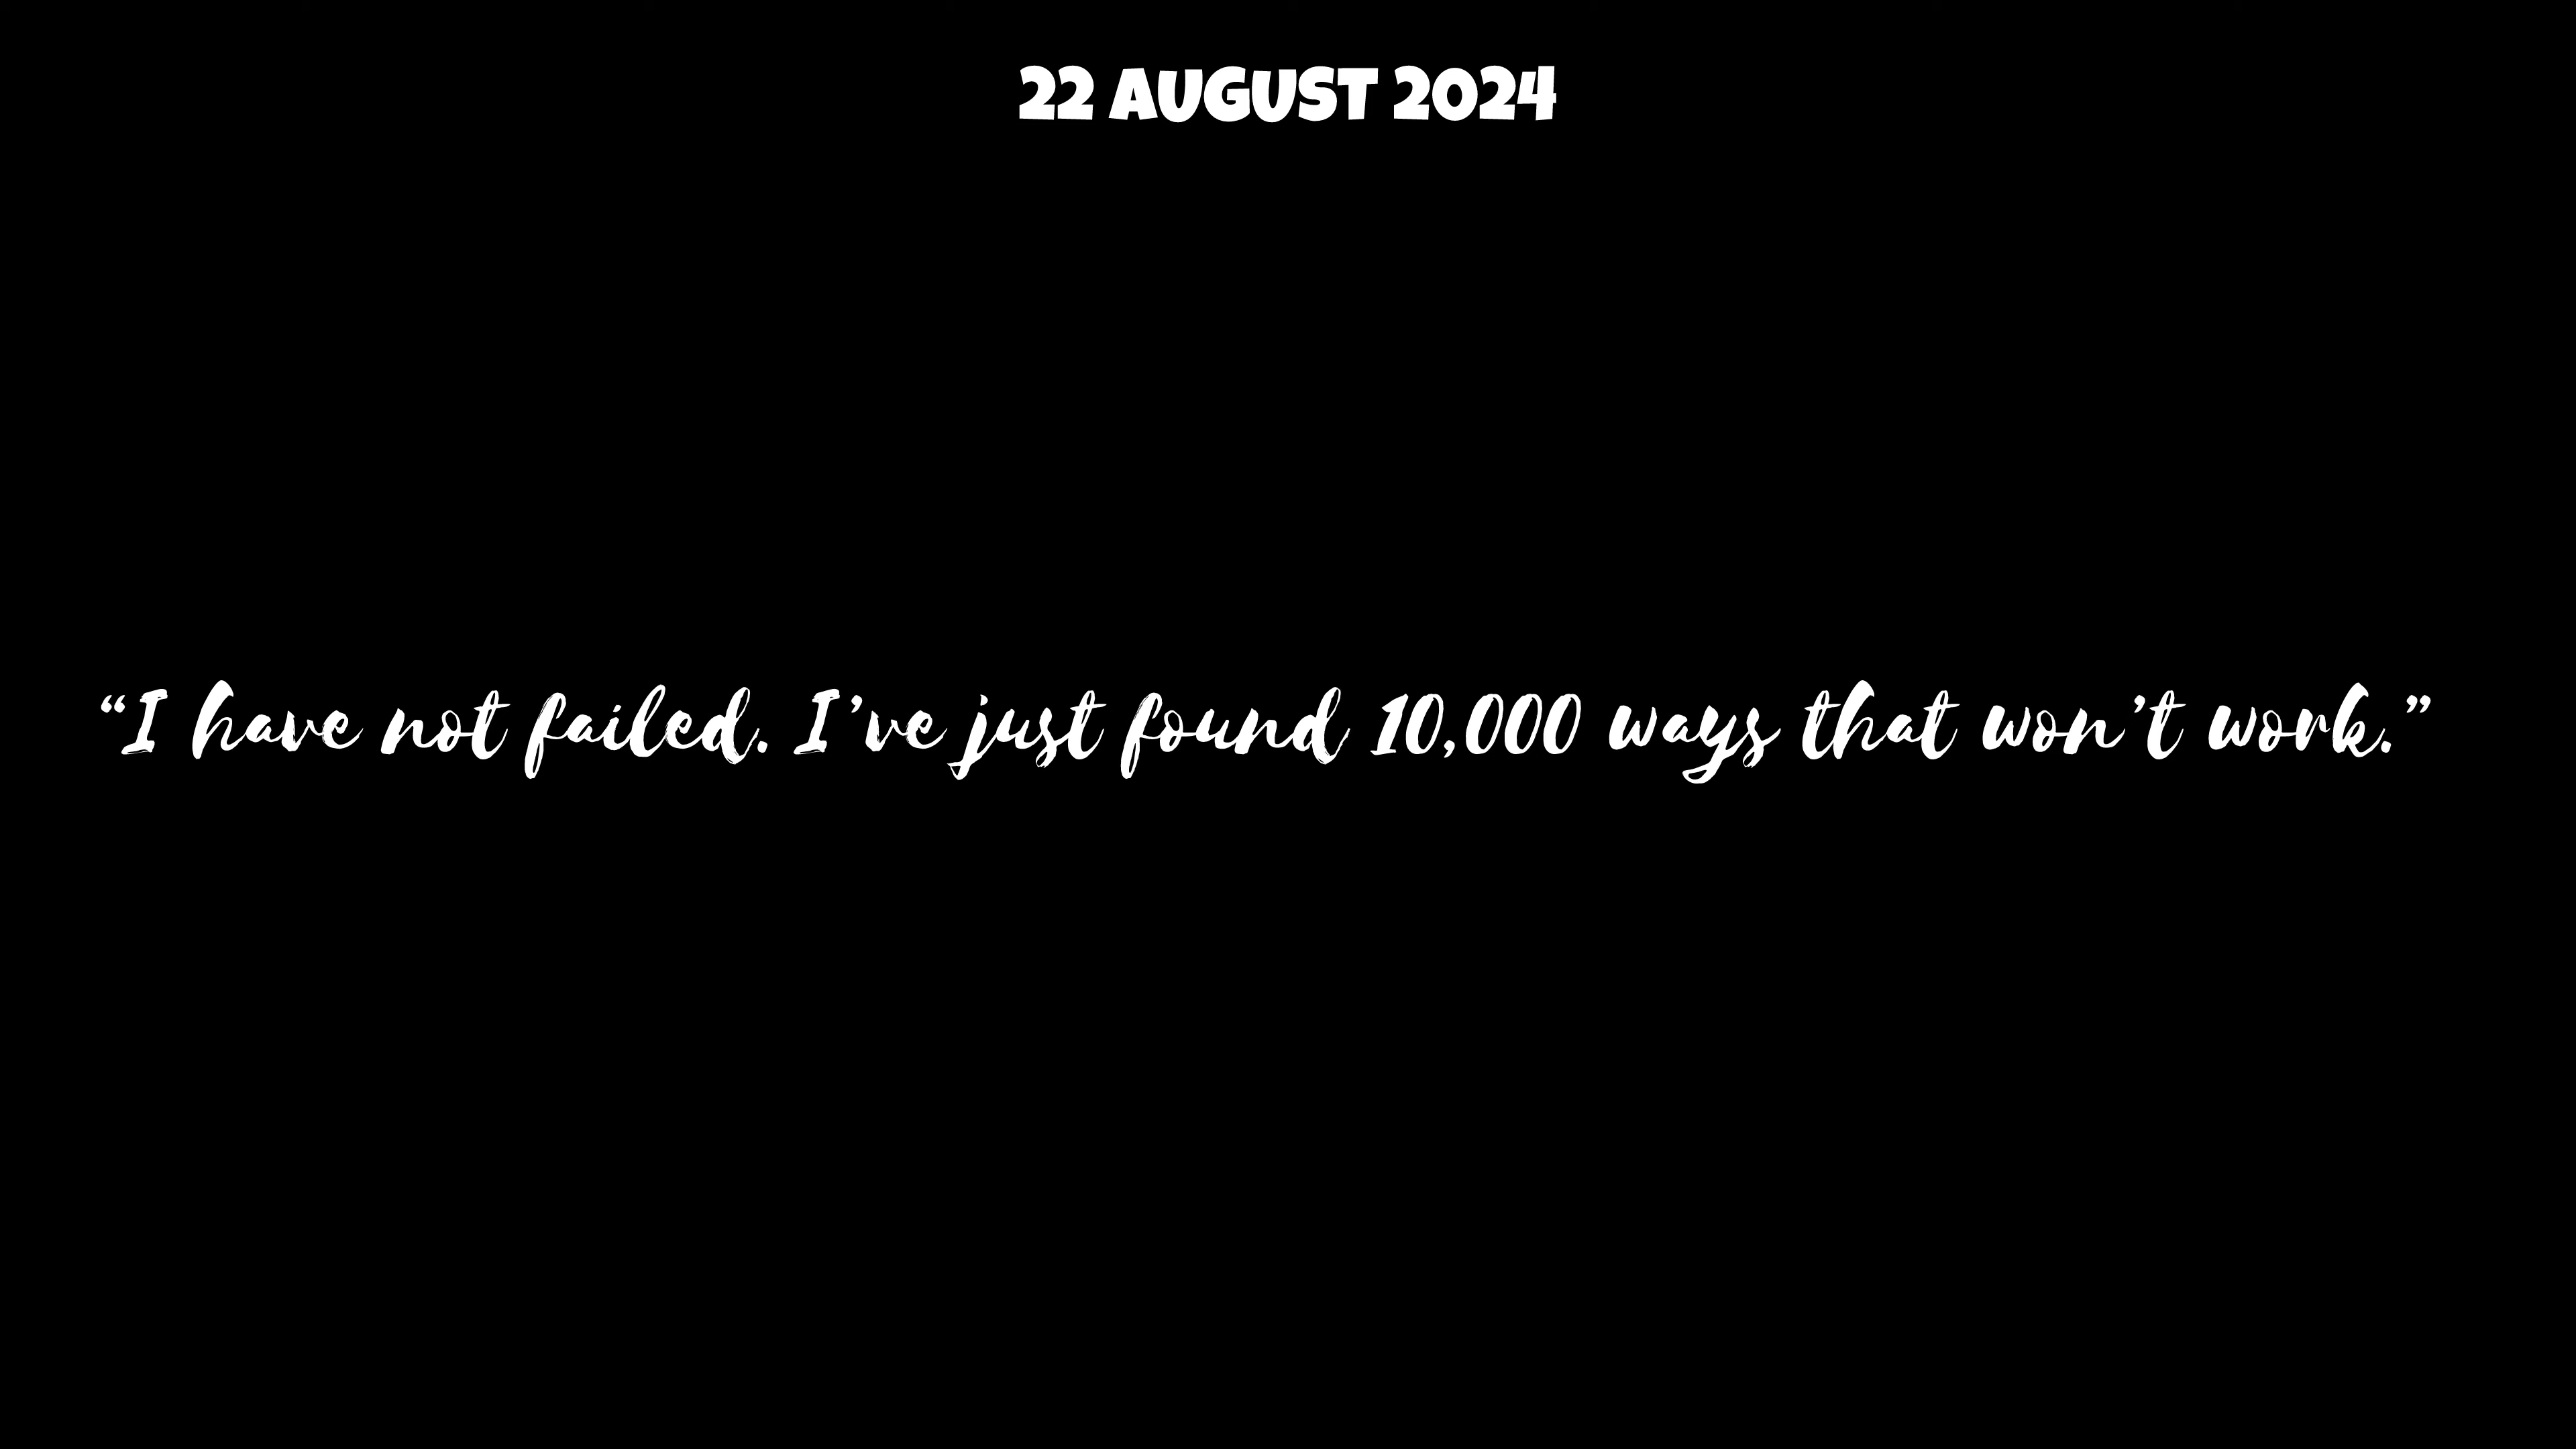 22 AUGUST 2024
“I have not failed. I’ve just found 10,000 ways that won’t work.”